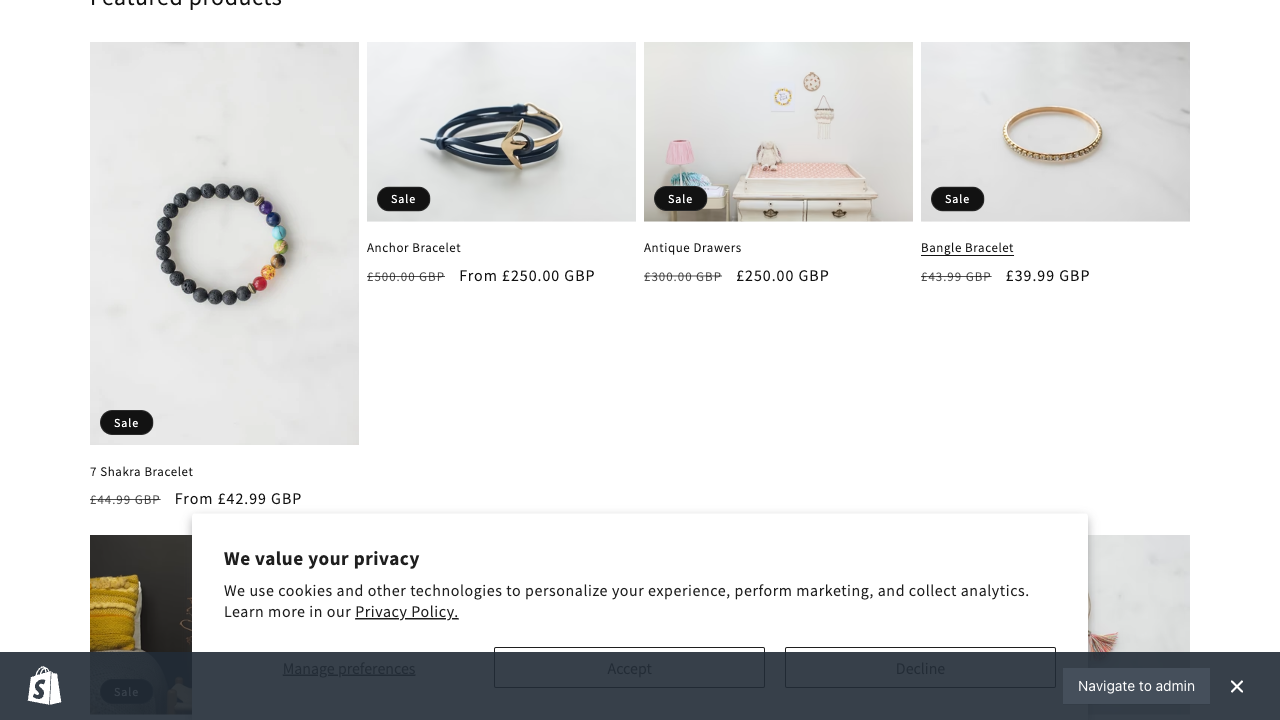 Featured products
Sale
Sale
Sale
Anchor Bracelet
£500.00 GBP From £250.00 GBP
Antique Drawers
£300.00 GBP £250.00 GBP
Bangle Bracelet
£43.99 GBP £39.99 GBP
Sale
7 Shakra Bracelet
£44.99 GBP From £42.99 GBP
We value your privacy
We use cookies and other technologies to personalize your experience, perform marketing, and collect analytics.
Learn more in our Privacy Policy.
Manage preferences
Accept
Decline
Sale
Navigate to admin